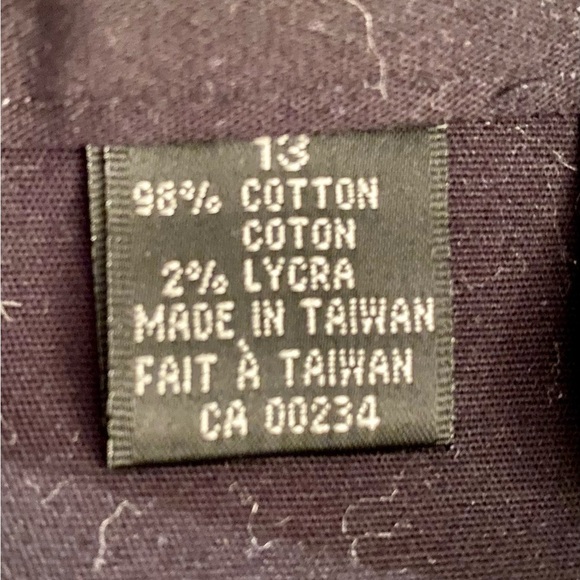 13
98% COTTON
COTON
2% LYCRA
MADE IN TAIWAN
FAIT À TAIWAN
CA 00234